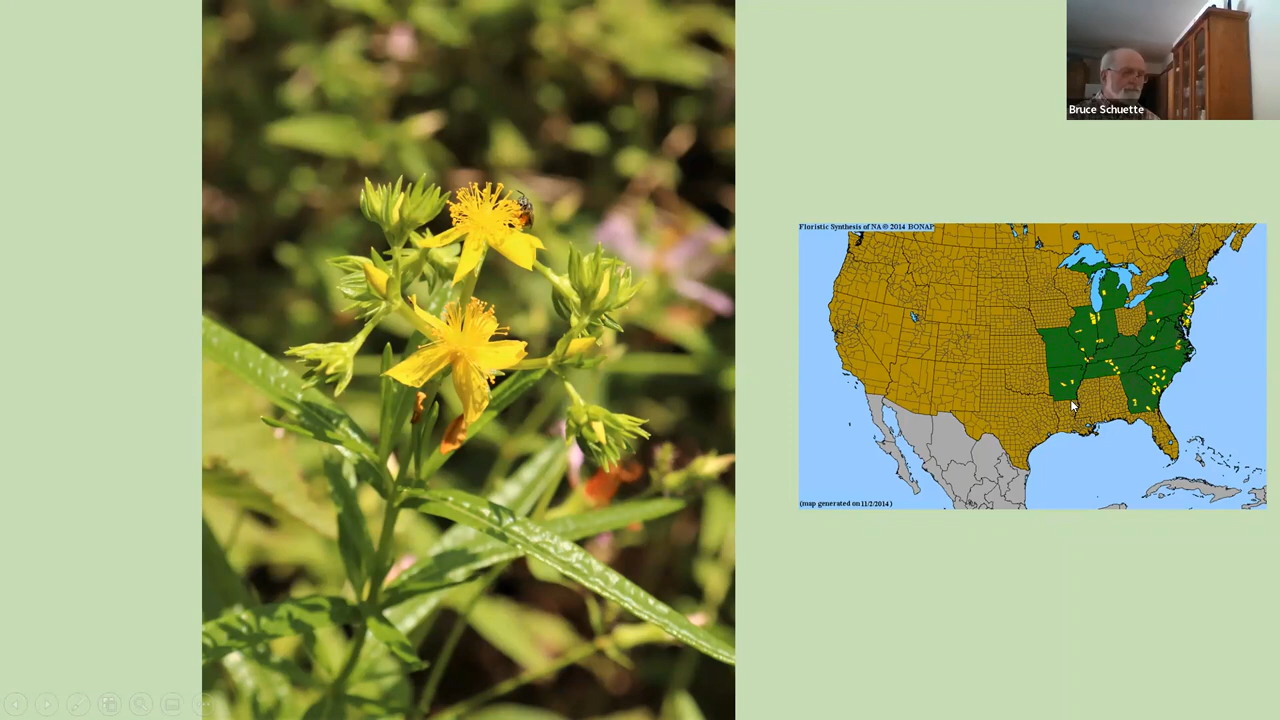 Bruce Schuette
Floristic Synthesis of NA © 2014 BONAP
(map generated on 11/2/2014)